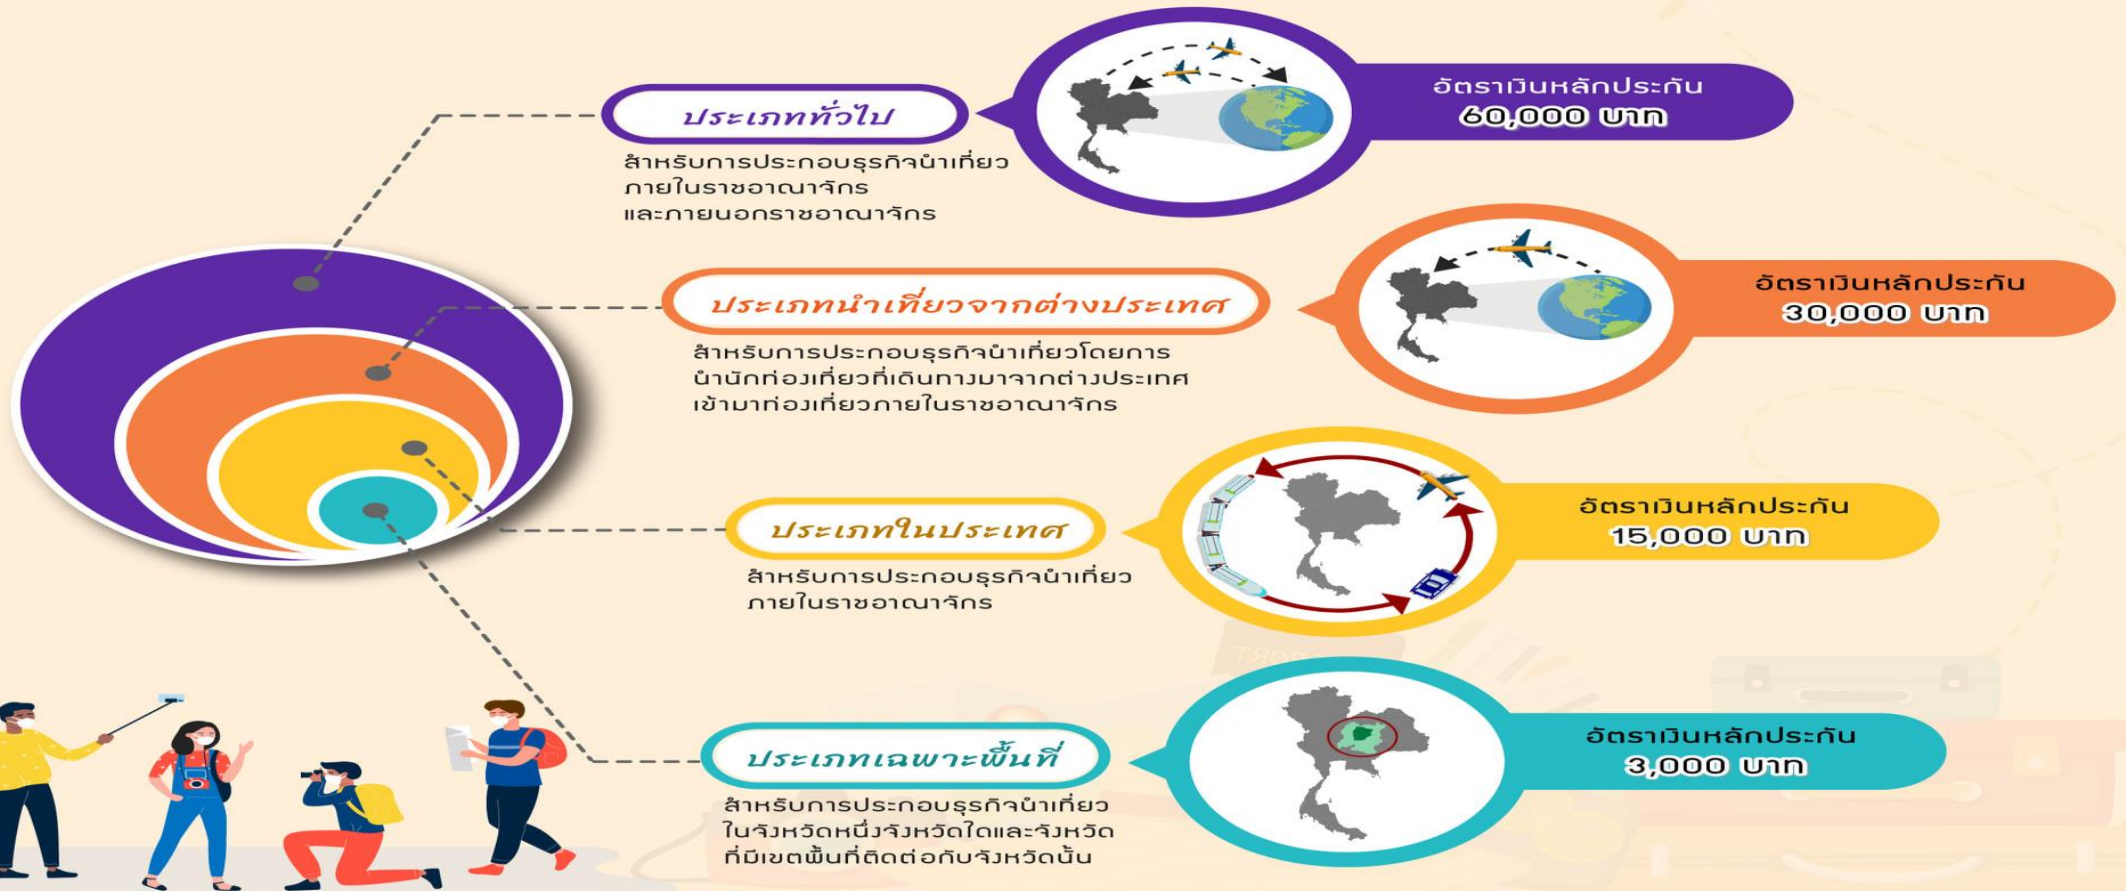 ประเภททั่วไป
สำหรับการประกอบธุรกิจนำเที่ยว
ภายในราชอาณาจักร
และภายนอกราชอาณาจักร
อัตราเงินหลักประกัน
60,000 บาท
ประเภทนำเที่ยวจากต่างประเทศ
สำหรับการประกอบธุรกิจนำเที่ยวโดยการ
นำนักท่องเที่ยวที่เดินทางมาจากต่างประเทศ
เข้ามาท่องเที่ยวภายในราชอาณาจักร
อัตราเงินหลักประกัน
30,000 บาท
ประเภทในประเทศ
สำหรับการประกอบธุรกิจนำเที่ยว
ภายในราชอาณาจักร
อัตราเงินหลักประกัน
15,000 บาท
ประเภทเฉพาะพื้นที่
สำหรับการประกอบธุรกิจนำเที่ยว
ในจังหวัดหนึ่งจังหวัดใดและจังหวัด
ที่มีเขตพื้นที่ติดต่อกับจังหวัดนั้น
อัตราเงินหลักประกัน
3,000 บาท